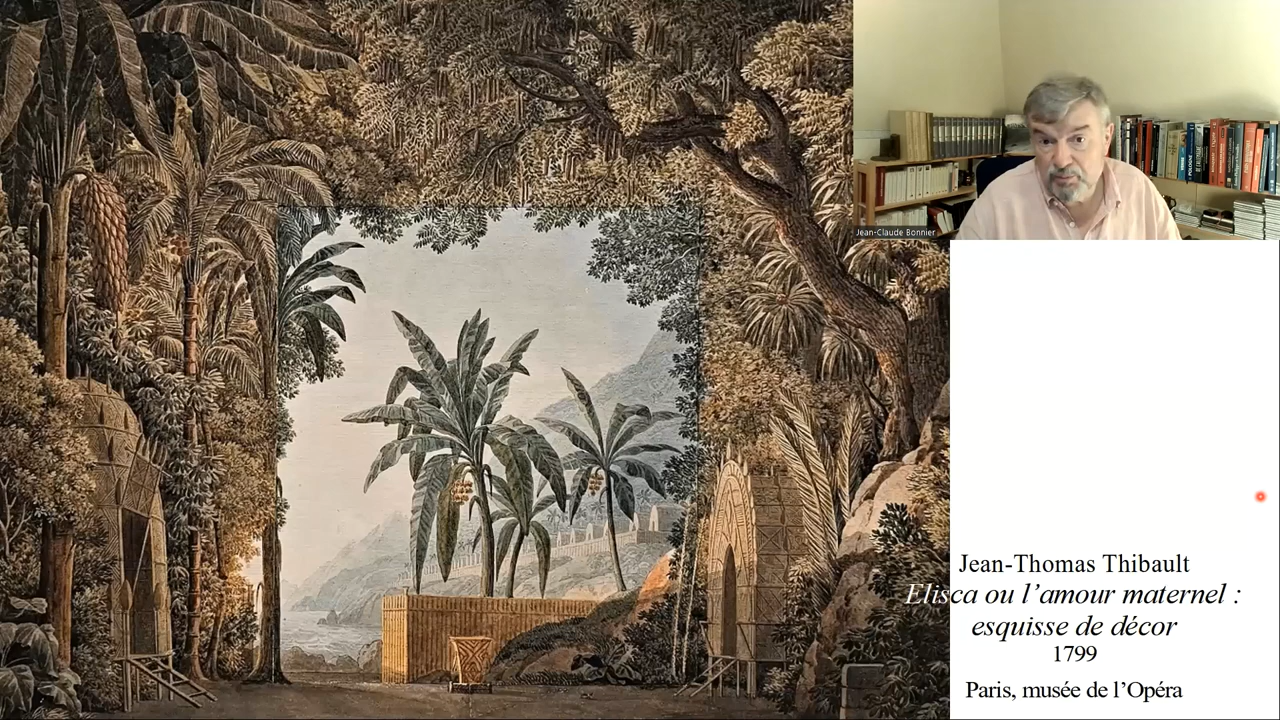 Jean-Claude Bonnier
Jean-Thomas Thibault
Elisca ou l’amour maternel :
esquisse de décor
1799
Paris, musée de l’Opéra